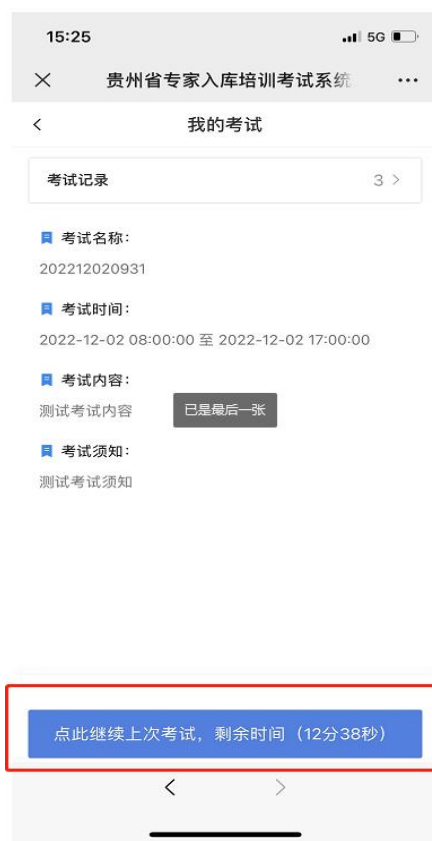 15:25
5G
贵州省专家入库培训考试系统
我的考试
考试记录
3
考试名称：
202212020931
考试时间：
2022-12-02 08:00:00 至 2022-12-02 17:00:00
考试内容：
测试考试内容
已是最后一张
考试须知：
测试考试须知
点此继续上次考试，剩余时间（12分38秒）